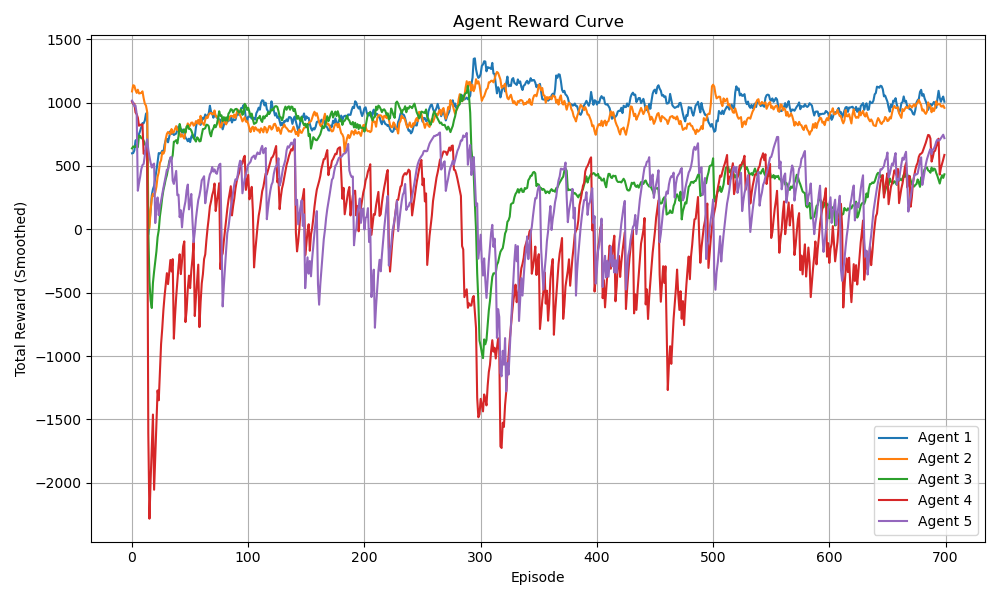 Agent Reward Curve
Total Reward (Smoothed)
1500
1000
500
0
−500
−1000
−1500
−2000
0 100 200 300 400 500 600 700
Episode
Agent 1
Agent 2
Agent 3
Agent 4
Agent 5